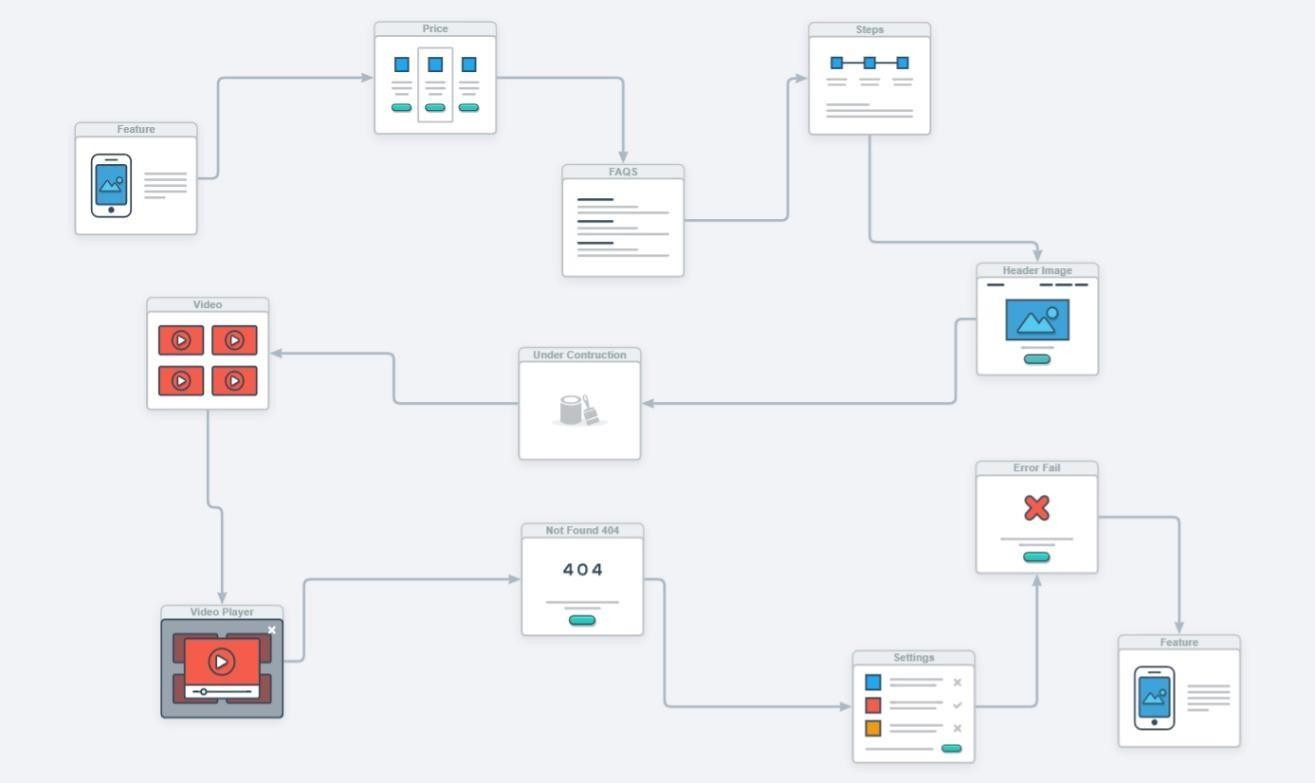 Price
Steps
Feature
FAQS
Header Image
Video
Under Contruction
Error Fail
Not Found 404
404
Video Player
Feature
Settings